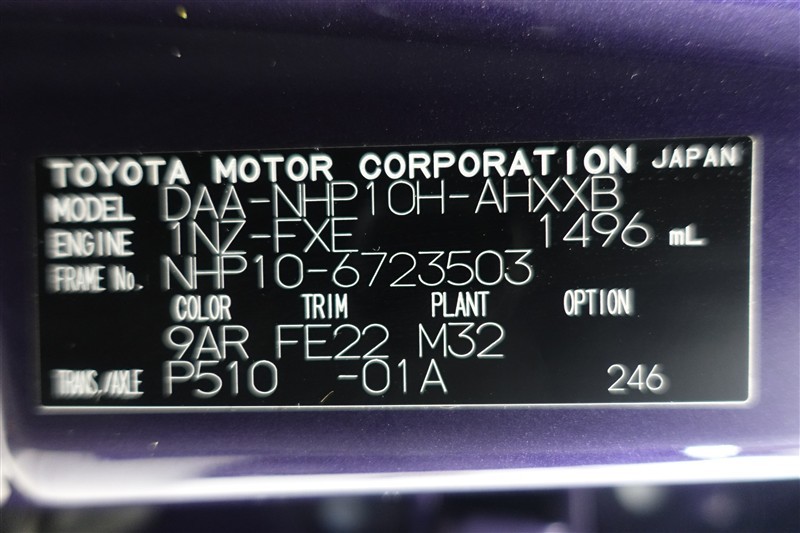 TOYOTA MOTOR CORPORATION JAPAN
MODEL DAA-NHP10H-AHXXB
ENGINE 1NZ-FXE 1496 mL
FRAME No. NHP10-6723503
COLOR TRIM PLANT OPTION
9AR FE22 M32
TRANS./AXLE P510 -01A 246